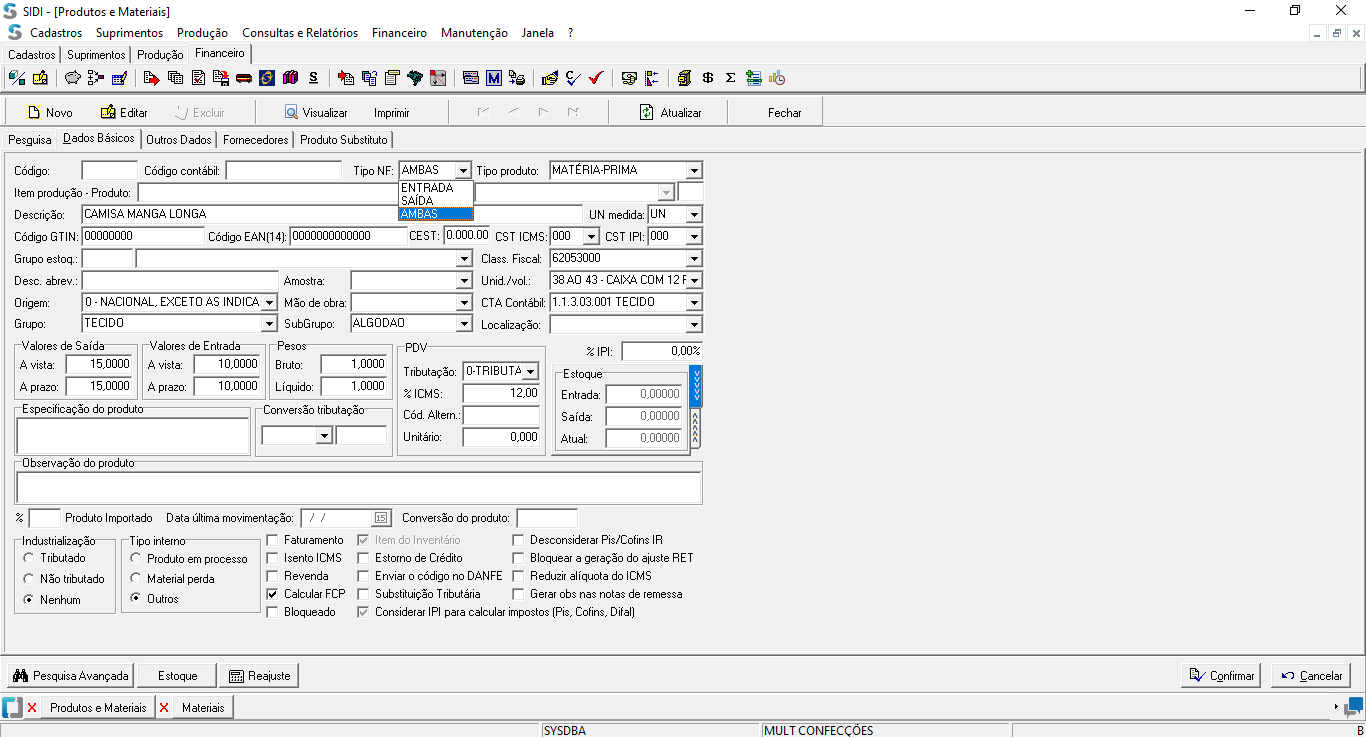 SIDI - [Produtos e Materiais]
Cadastros Suprimentos Produção Consultas e Relatórios Financeiro Manutenção Janela ?
Cadastros Suprimentos Produção Financeiro
Novo Editar Excluir Visualizar Imprimir Atualizar Fechar
Pesquisa Dados Básicos Outros Dados Fornecedores Produto Substituto
Código: Código contábil: Tipo NF: AMBAS Tipo produto: MATÉRIA-PRIMA
ENTRADA
SAÍDA
AMBAS
Item produção - Produto:
Descrição: CAMISA MANGA LONGA UN medida: UN
Código GTIN: 00000000 Código EAN(14): 0000000000000 CEST: 0.000.00 CST ICMS: 000 CST IPI: 000
Grupo estoq.: Class. Fiscal: 62053000
Desc. abrev.: Amostra: Unid./vol.: 38 AO 43 - CAIXA COM 12 F
Origem: 0 - NACIONAL, EXCETO AS INDICA Mão de obra: CTA Contábil: 1.1.3.03.001 TECIDO
Grupo: TECIDO SubGrupo: ALGODAO Localização:
Valores de Saída Valores de Entrada Pesos PDV % IPI: 0,00%
A vista: 15,0000 A vista: 10,0000 Bruto: 1,0000 Tributação: 0-TRIBUTA Estoque
A prazo: 15,0000 A prazo: 10,0000 Líquido: 1,0000 % ICMS: 12,00 Entrada: 0,00000
Especificação do produto Conversão tributação Cód. Altern.: Saída: 0,00000
Unitário: 0,000 Atual: 0,00000
Observação do produto
% Produto Importado Data última movimentação: / / 15 Conversão do produto:
Industrialização Tipo interno Faturamento Item do Inventário Desconsiderar Pis/Cofins IR
Tributado Produto em processo Isento ICMS Estorno de Crédito Bloquear a geração do ajuste RET
Não tributado Material perda Revenda Enviar o código no DANFE Reduzir alíquota do ICMS
Nenhum Outros Calcular FCP Substituição Tributária Gerar obs nas notas de remessa
Bloqueado Considerar IPI para calcular impostos (Pis, Cofins, Difal)
Pesquisa Avançada Estoque Reajuste Confirmar Cancelar
Produtos e Materiais Materiais
SYSDBA MULT CONFECÇÕES B